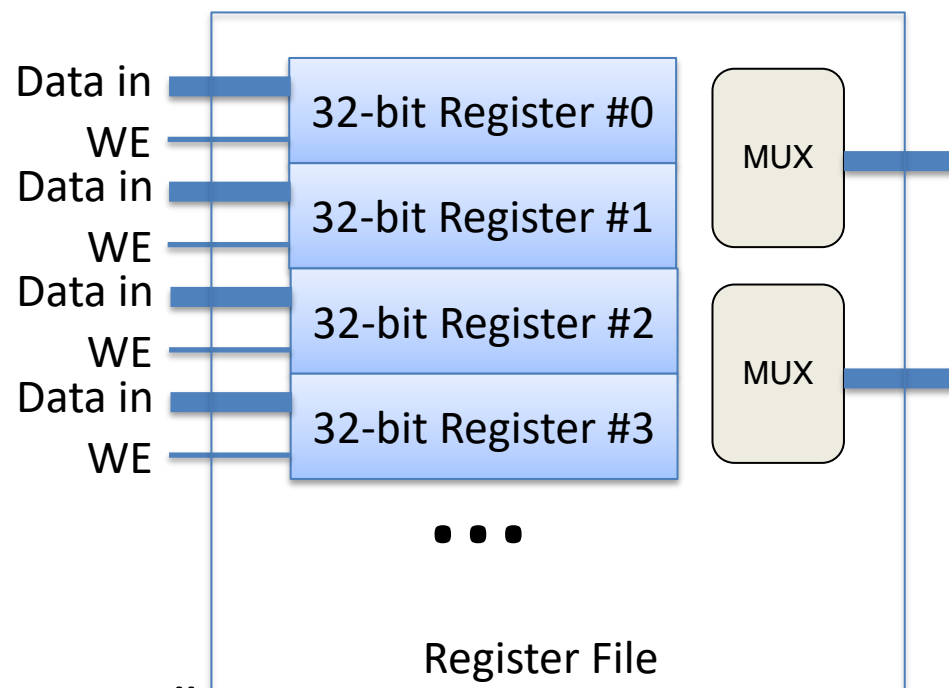 Data in
32-bit Register #0
WE
MUX
Data in
32-bit Register #1
WE
Data in
32-bit Register #2
WE
MUX
Data in
32-bit Register #3
WE
...
Register File